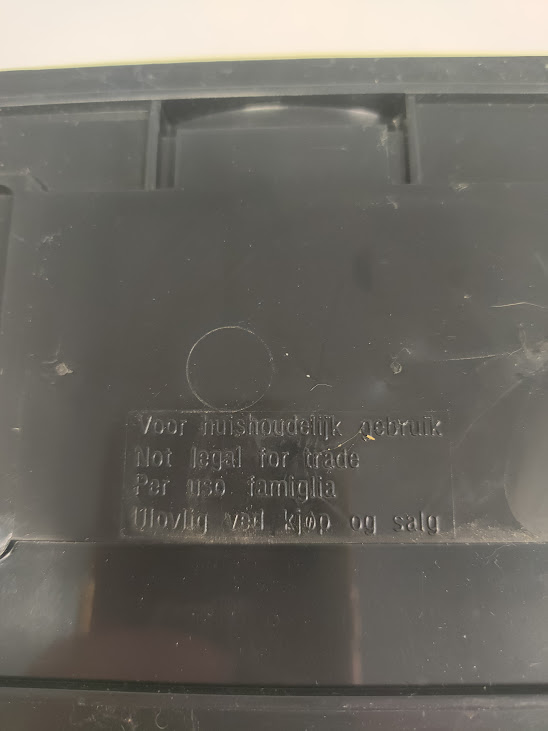 Voor huishoudelijk gebruik
Not legal for trade
Per uso famiglia
Ulovlig ved kjøp og salg